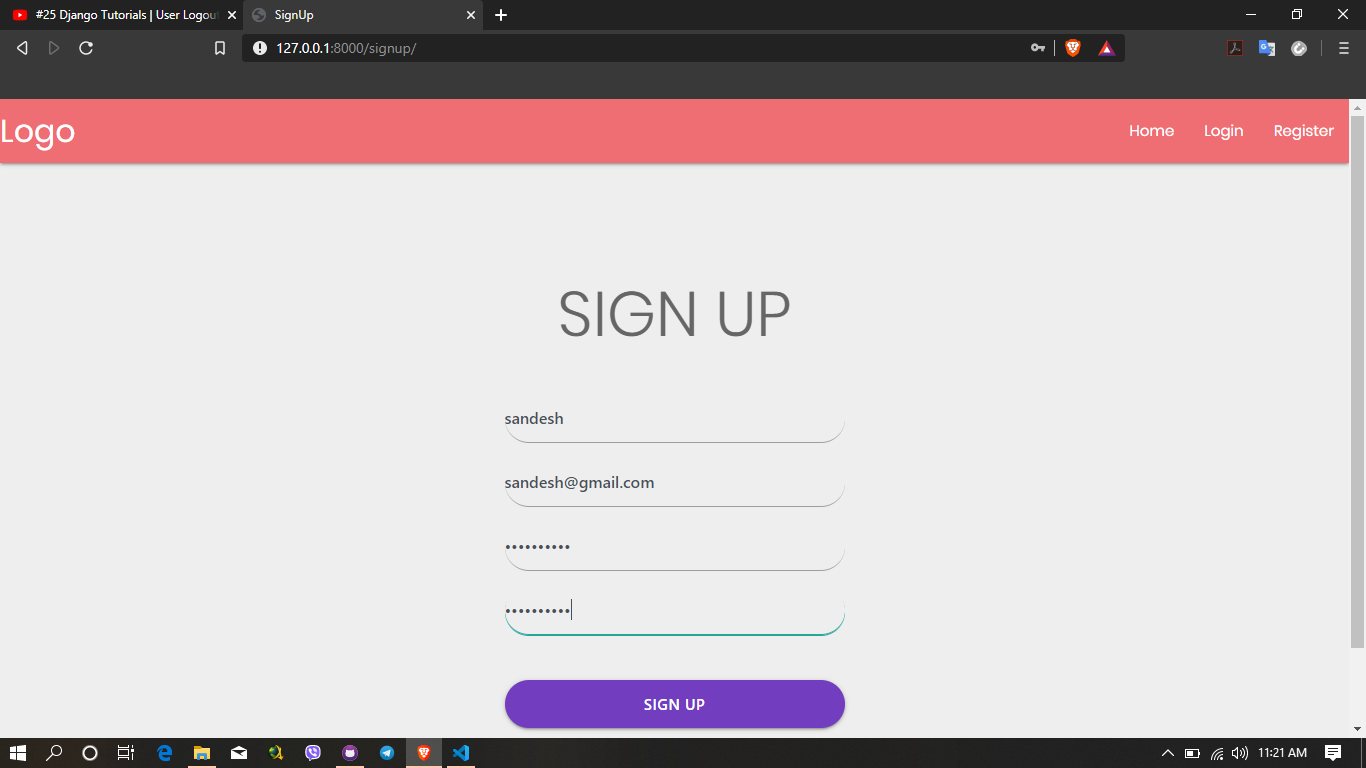 #25 Django Tutorials | User Logou
SignUp
127.0.0.1:8000/signup/
Logo
Home
Login
Register
SIGN UP
sandesh
sandesh@gmail.com
••••••••••
••••••••••
SIGN UP
11:21 AM